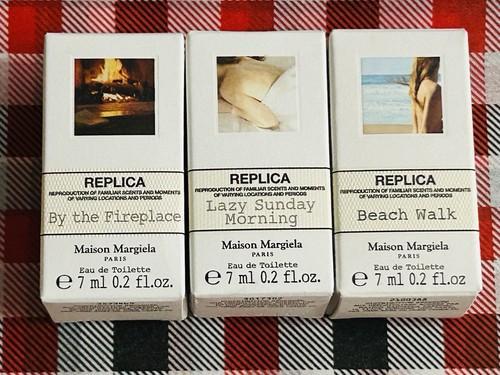 REPLICA
REPRODUCTION OF FAMILIAR SCENTS AND MOMENTS
OF VARYING LOCATIONS AND PERIODS
By the Fireplace
Maison Margiela
PARIS
Eau de Toilette
e 7 ml 0.2 fl.oz.
REPLICA
REPRODUCTION OF FAMILIAR SCENTS AND MOMENTS
OF VARYING LOCATIONS AND PERIODS
Lazy Sunday
Morning
Maison Margiela
PARIS
Eau de Toilette
e 7 ml 0.2 fl.oz.
REPLICA
REPRODUCTION OF FAMILIAR SCENTS AND MOMENTS
OF VARYING LOCATIONS AND PERIODS
Beach Walk
Maison Margiela
PARIS
Eau de Toilette
e 7 ml 0.2 fl.oz.